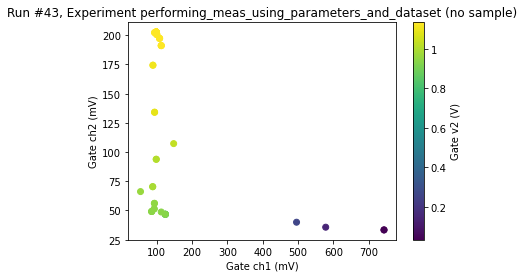 Run #43, Experiment performing_meas_using_parameters_and_dataset (no sample)
200
175
150
125
100
75
50
25
Gate ch2 (mV)
100 200 300 400 500 600 700
Gate ch1 (mV)
1
0.8
0.6
0.4
0.2
Gate v2 (V)